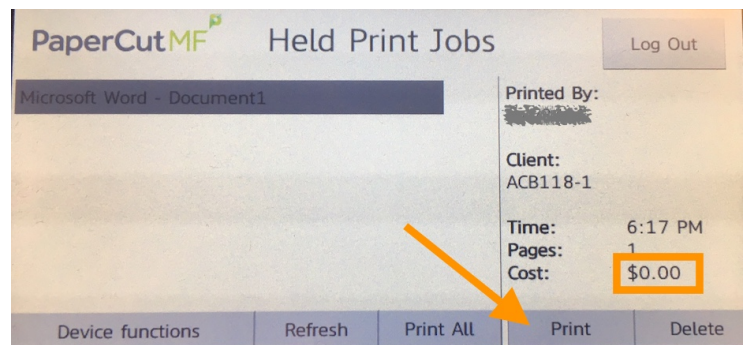 PaperCutMF Held Print Jobs Log Out
Microsoft Word - Document1
Printed By:
Client:
ACB118-1
Time: 6:17 PM
Pages: 1
Cost: $0.00
Device functions Refresh Print All Print Delete